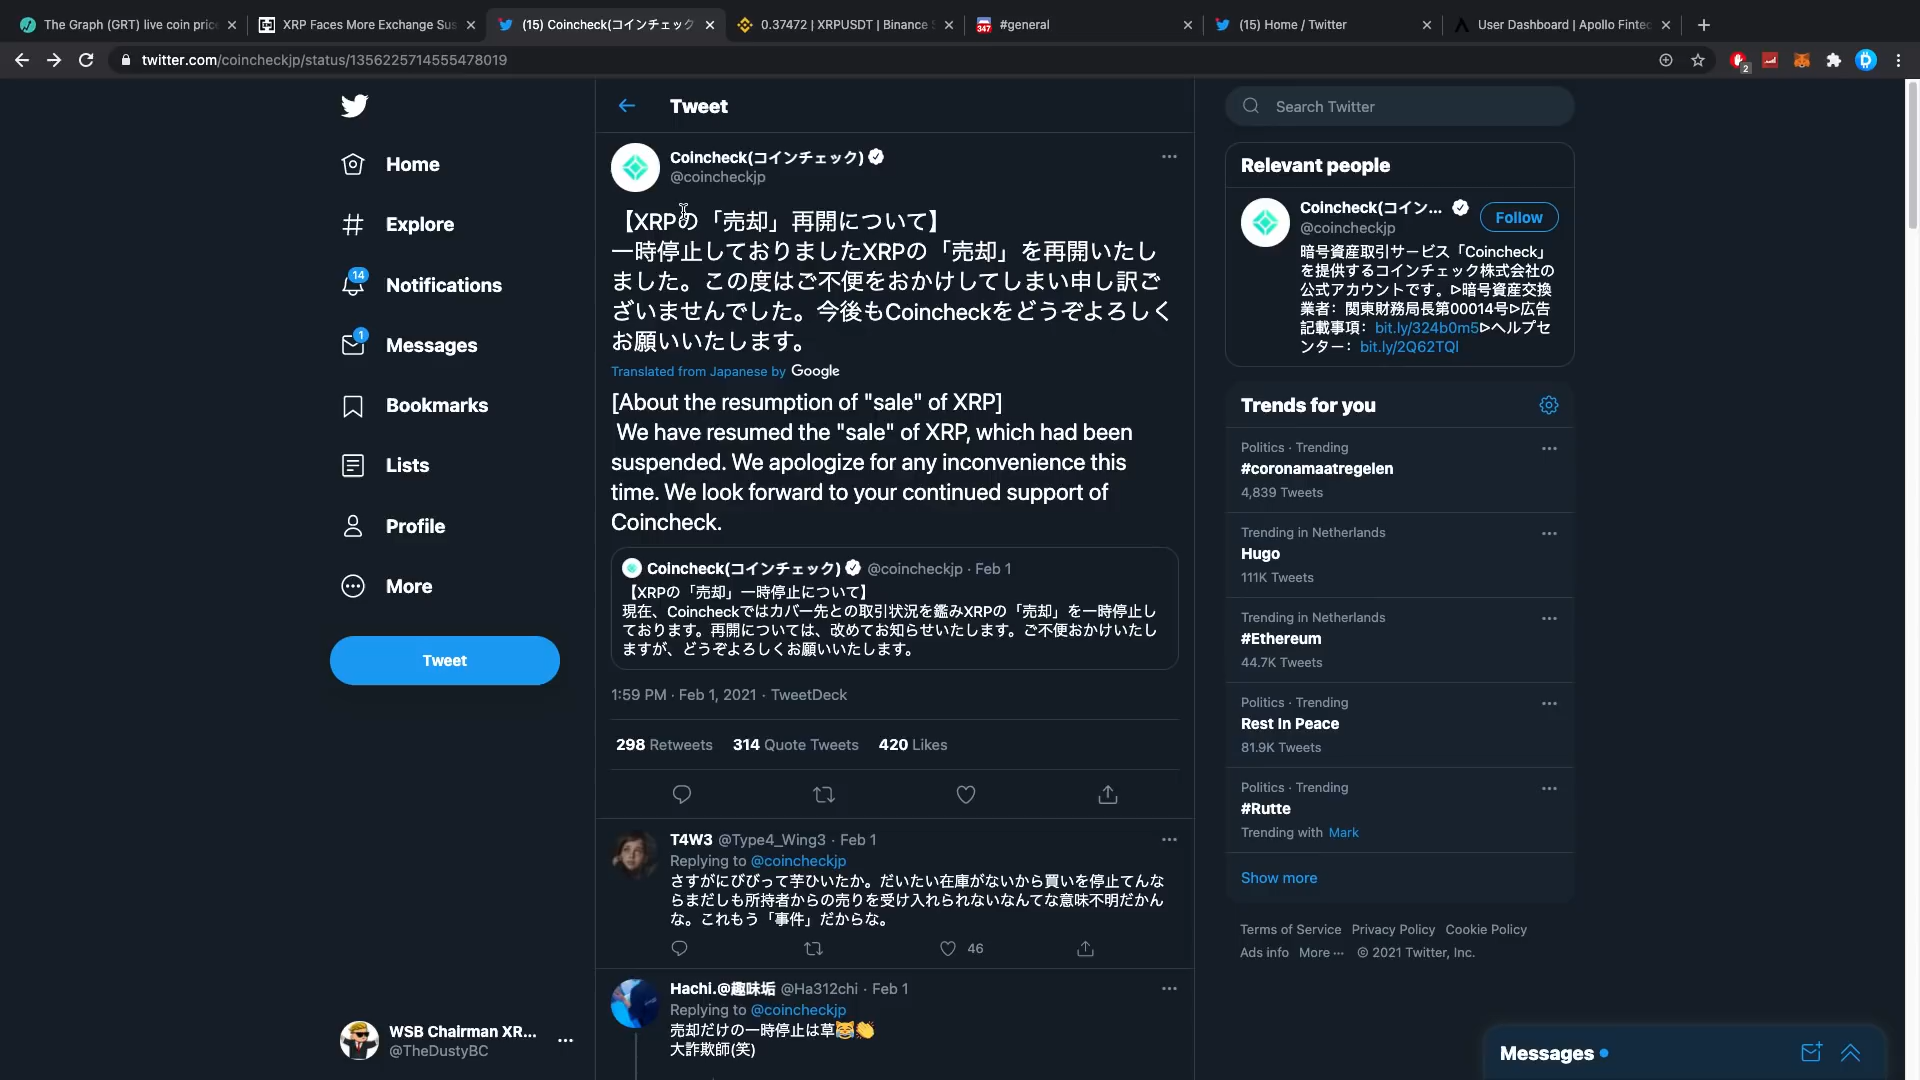 The Graph (GRT) live coin pric
XRP Faces More Exchange Sus
(15) Coincheck(コインチェック
0.37472 | XRPUSDT | Binance S
347
#general
(15) Home / Twitter
User Dashboard | Apollo Fintec
twitter.com/coincheckjp/status/1356225714555478019
2
Home
Explore
14
Notifications
1
Messages
Bookmarks
Lists
Profile
More
Tweet
WSB Chairman XR...
@TheDustyBC
Tweet
Coincheck(コインチェック)
@coincheckjp
【XRPの「売却」再開について】
一時停止しておりましたXRPの「売却」を再開いたし
ました。この度はご不便をおかけしてしまい申し訳ご
ざいませんでした。今後もCoincheckをどうぞよろしく
お願いいたします。
Translated from Japanese by Google
[About the resumption of "sale" of XRP]
We have resumed the "sale" of XRP, which had been
suspended. We apologize for any inconvenience this
time. We look forward to your continued support of
Coincheck.
Coincheck(コインチェック) @coincheckjp · Feb 1
【XRPの「売却」一時停止について】
現在、Coincheckではカバー先との取引状況を鑑みXRPの「売却」を一時停止し
ております。再開については、改めてお知らせいたします。ご不便おかけいたし
ますが、どうぞよろしくお願いいたします。
1:59 PM · Feb 1, 2021 · TweetDeck
298 Retweets 314 Quote Tweets 420 Likes
T4W3 @Type4_Wing3 · Feb 1
Replying to @coincheckjp
さすがにびびって芋ひいたか。だいたい在庫がないから買いを停止てんな
らまだしも所持者からの売りを受け入れられないなんてな意味不明だかん
な。これもう「事件」だからな。
46
Hachi.@趣味垢 @Ha312chi · Feb 1
Replying to @coincheckjp
売却だけの一時停止は草😹👏
大詐欺師(笑)
Search Twitter
Relevant people
Coincheck(コイン...
@coincheckjp
Follow
暗号資産取引サービス「Coincheck」
を提供するコインチェック株式会社の
公式アカウントです。▷暗号資産交換
業者：関東財務局長第00014号▷広告
記載事項：bit.ly/324b0m5▷ヘルプセ
ンター：bit.ly/2Q62TQl
Trends for you
Politics · Trending
#coronamaatregelen
4,839 Tweets
Trending in Netherlands
Hugo
111K Tweets
Trending in Netherlands
#Ethereum
44.7K Tweets
Politics · Trending
Rest In Peace
81.9K Tweets
Politics · Trending
#Rutte
Trending with Mark
Show more
Terms of Service Privacy Policy Cookie Policy
Ads info More ··· © 2021 Twitter, Inc.
Messages